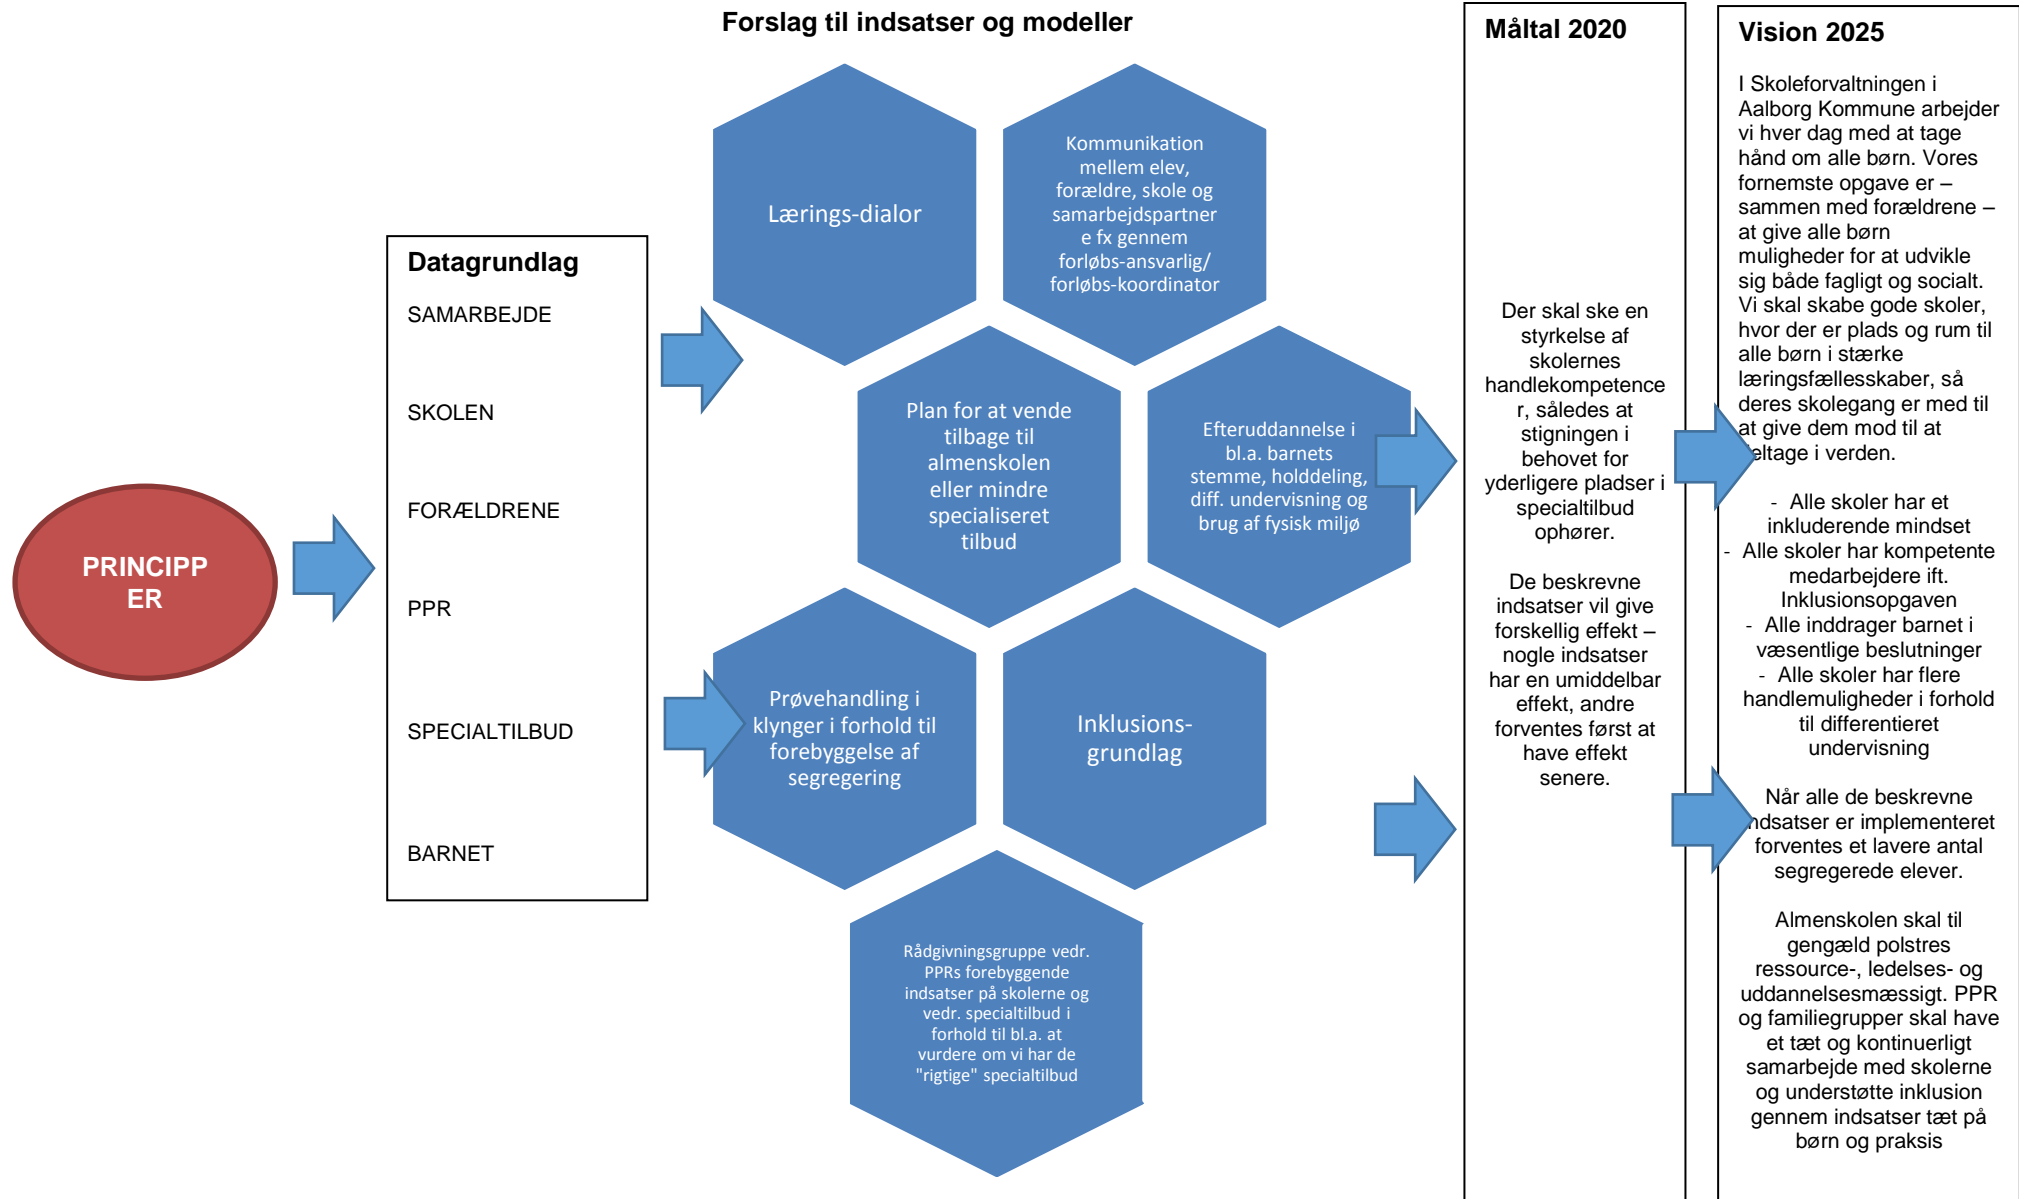 Forslag til indsatser og modeller
PRINCIPP
ER
Datagrundlag
SAMARBEJDE
SKOLEN
FORÆLDRENE
PPR
SPECIALTILBUD
BARNET
Lærings-dialor
Kommunikation
mellem elev,
forældre, skole og
samarbejdspartner
e fx gennem
forløbs-ansvarlig/
forløbs-koordinator
Plan for at vende
tilbage til
almenskolen
eller mindre
specialiseret
tilbud
Efteruddannelse i
bl.a. barnets
stemme, holddeling,
diff. undervisning og
brug af fysisk miljø
Prøvehandling i
klynger i forhold til
forebyggelse af
segregering
Inklusions-
grundlag
Rådgivningsgruppe vedr.
PPRs forebyggende
indsatser på skolerne og
vedr. specialtilbud i
forhold til bl.a. at
vurdere om vi har de
"rigtige" specialtilbud
Måltal 2020
Der skal ske en
styrkelse af
skolernes
handlekompetence
r, således at
stigningen i
behovet for
yderligere pladser i
specialtilbud
ophører.
De beskrevne
indsatser vil give
forskellig effekt –
nogle indsatser
har en umiddelbar
effekt, andre
forventes først at
have effekt
senere.
Vision 2025
I Skoleforvaltningen i
Aalborg Kommune arbejder
vi hver dag med at tage
hånd om alle børn. Vores
fornemste opgave er –
sammen med forældrene –
at give alle børn
muligheder for at udvikle
sig både fagligt og socialt.
Vi skal skabe gode skoler,
hvor der er plads og rum til
alle børn i stærke
læringsfællesskaber, så
deres skolegang er med til
at give dem mod til at
deltage i verden.
- Alle skoler har et
inkluderende mindset
- Alle skoler har kompetente
medarbejdere ift.
Inklusionsopgaven
- Alle inddrager barnet i
væsentlige beslutninger
- Alle skoler har flere
handlemuligheder i forhold
til differentieret
undervisning
Når alle de beskrevne
indsatser er implementeret
forventes et lavere antal
segregerede elever.
Almenskolen skal til
gengæld polstres
ressource-, ledelses- og
uddannelsesmæssigt. PPR
og familiegrupper skal have
et tæt og kontinuerligt
samarbejde med skolerne
og understøtte inklusion
gennem indsatser tæt på
børn og praksis